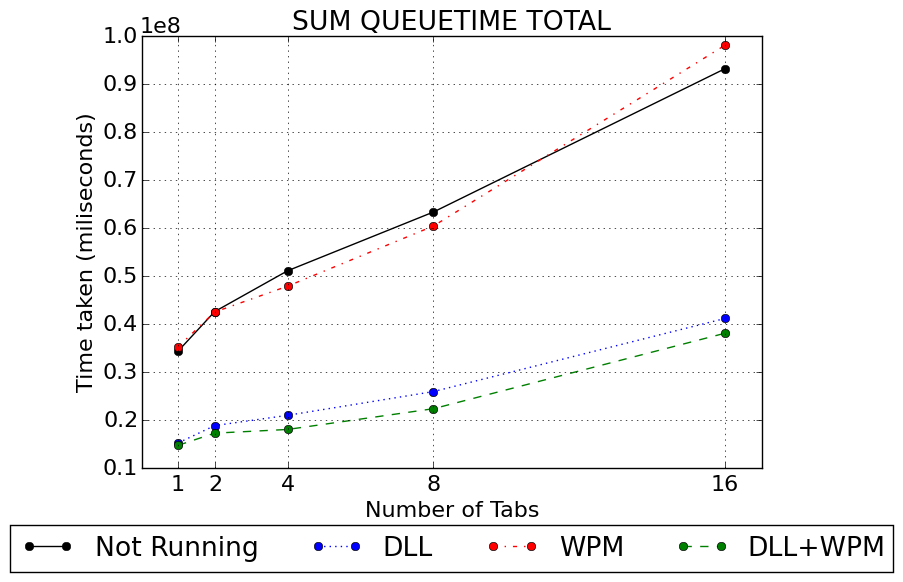 SUM QUEUETIME TOTAL
1e8
1.0
0.9
0.8
0.7
0.6
0.5
0.4
0.3
0.2
0.1
Time taken (miliseconds)
1 2 4 8 16
Number of Tabs
Not Running DLL WPM DLL+WPM